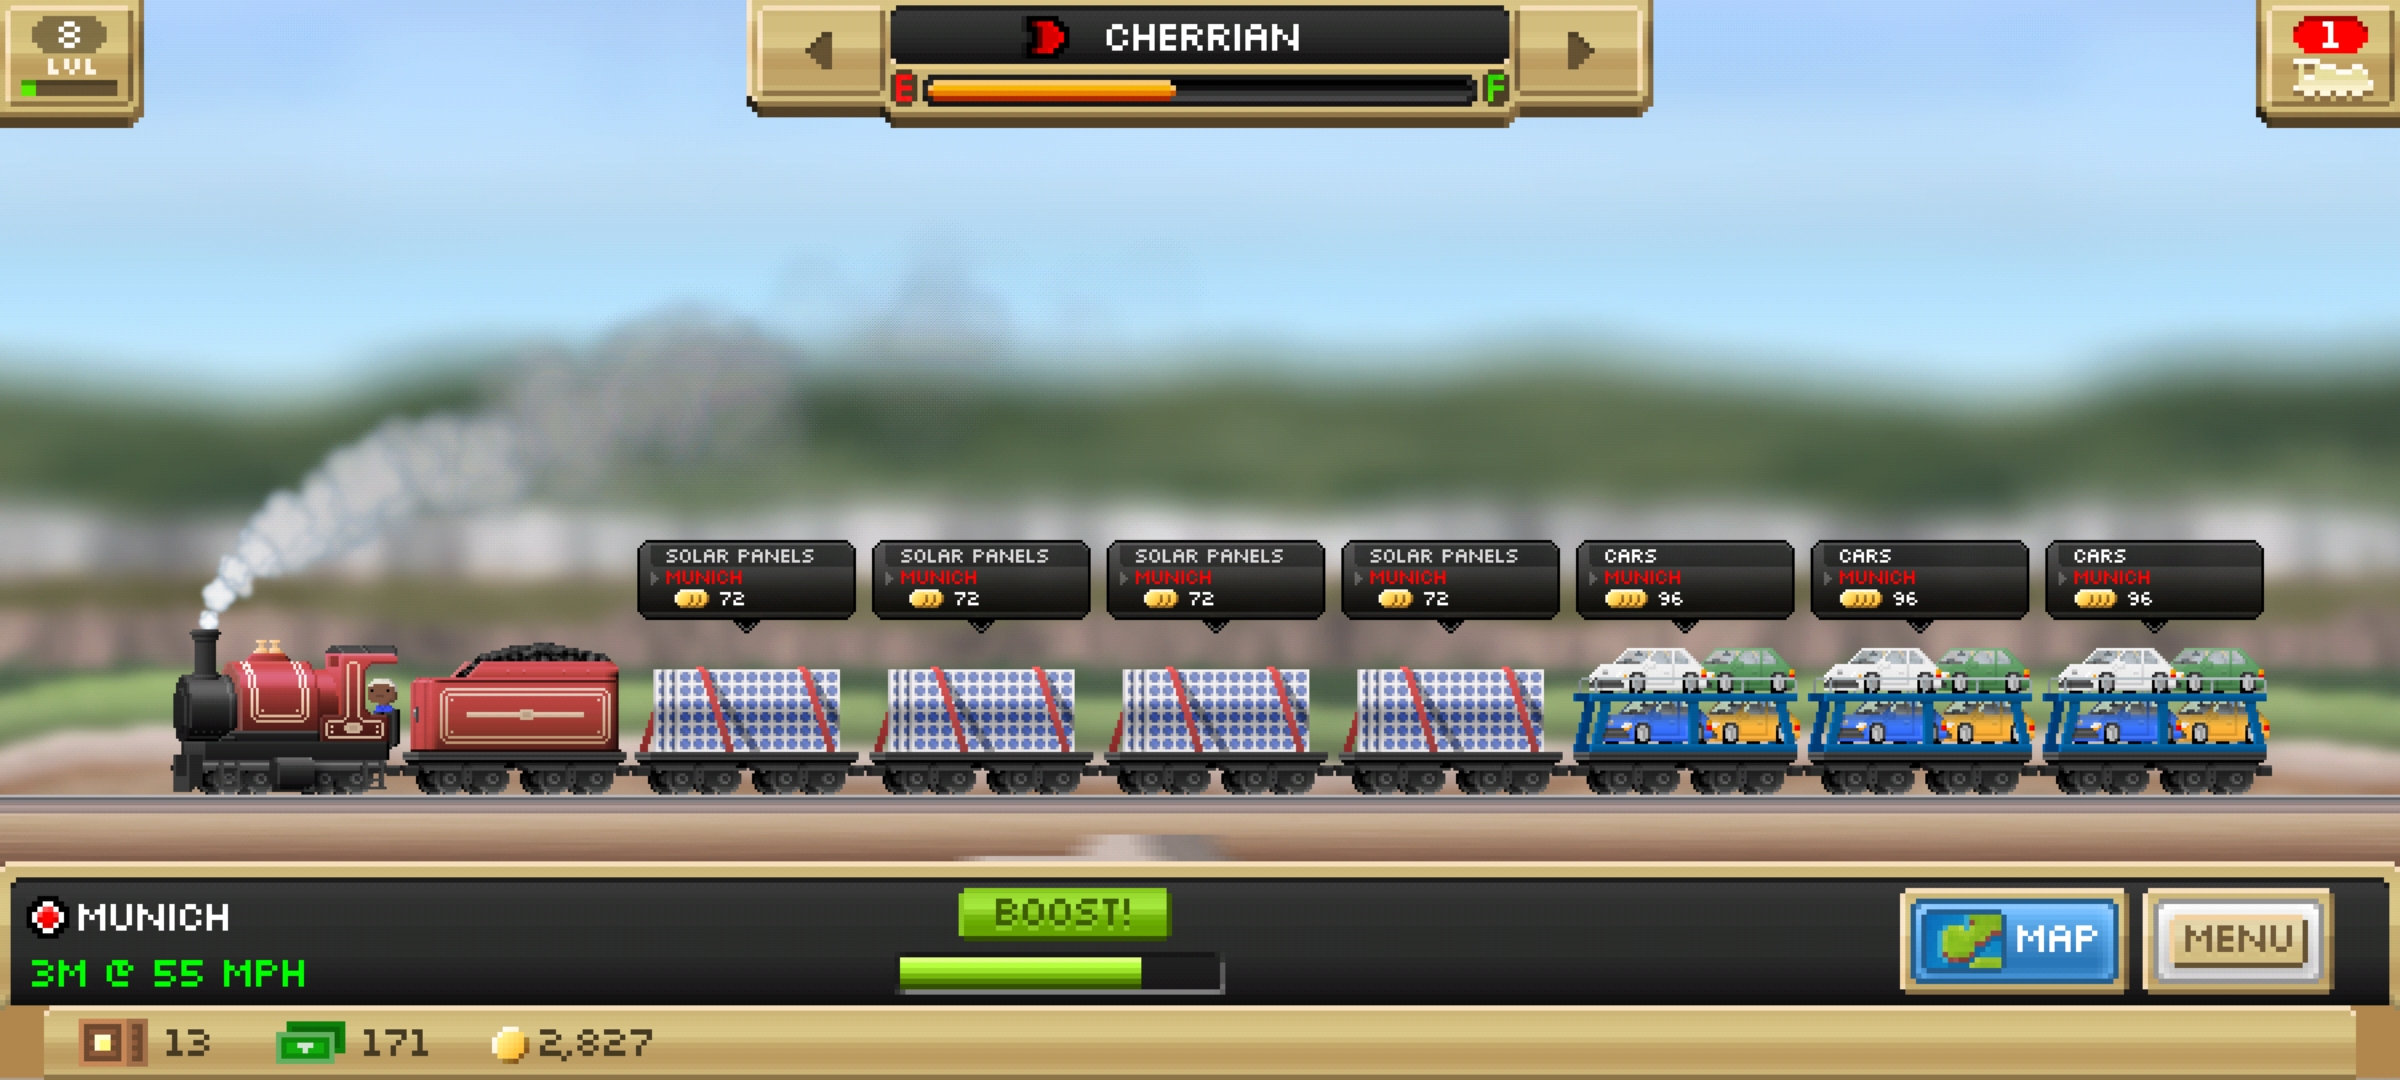 8
LVL
CHERRIAN
E F
1
SOLAR PANELS
MUNICH
72
SOLAR PANELS
MUNICH
72
SOLAR PANELS
MUNICH
72
SOLAR PANELS
MUNICH
72
CARS
MUNICH
96
CARS
MUNICH
96
CARS
MUNICH
96
MUNICH
3M @ 55 MPH
BOOST!
MAP
MENU
13
171
2,827